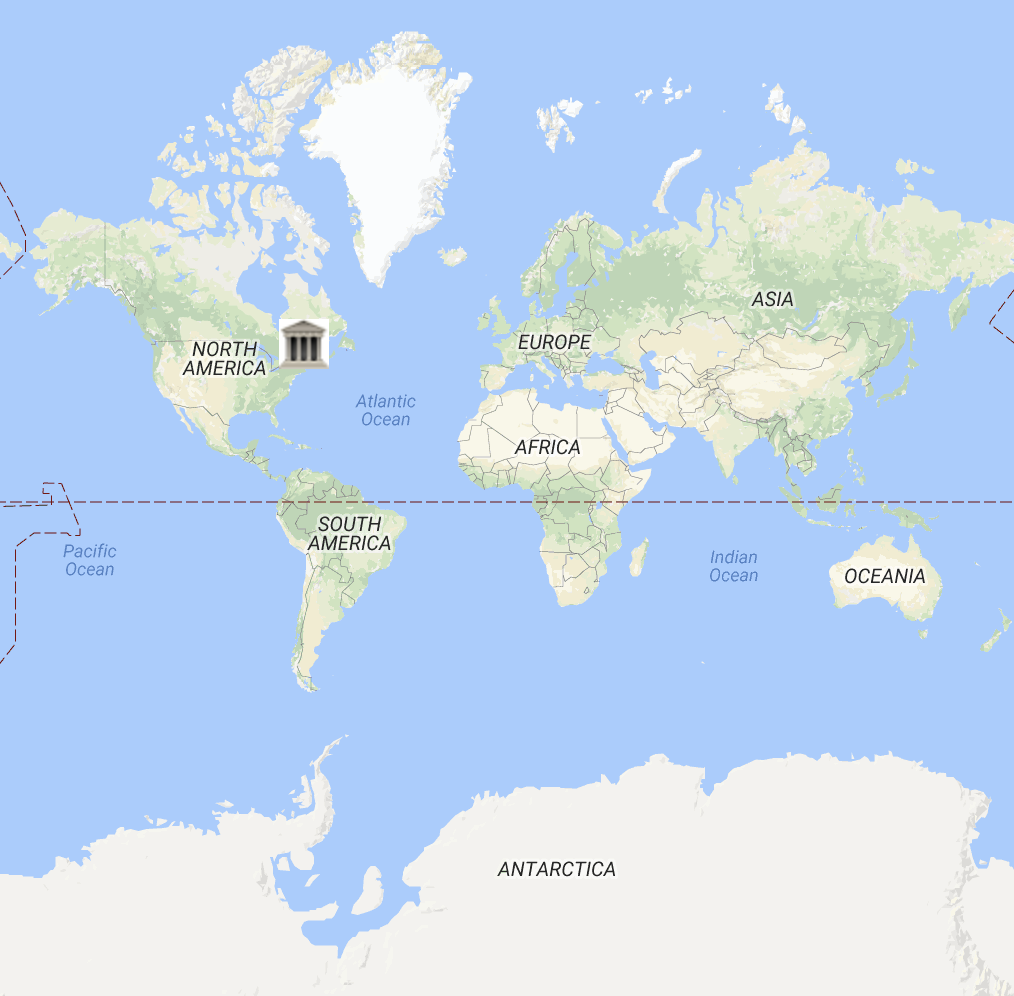 ASIA
EUROPE
NORTH
AMERICA
Atlantic
Ocean
AFRICA
SOUTH
AMERICA
Pacific
Ocean
Indian
Ocean
OCEANIA
ANTARCTICA